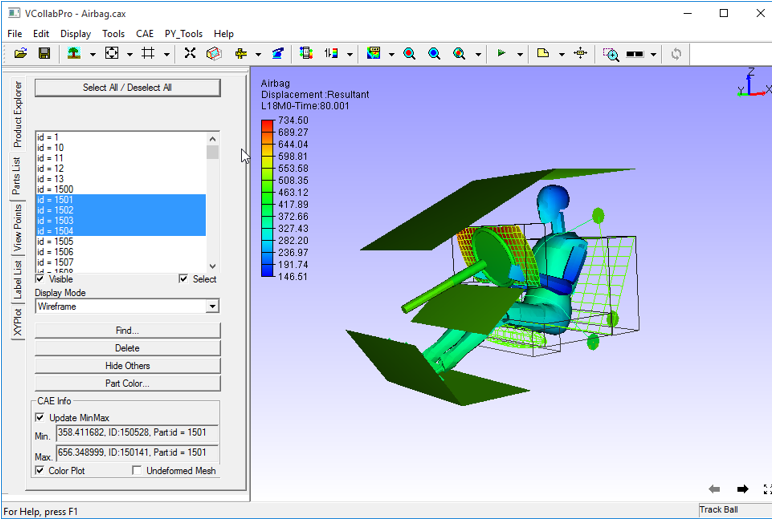 VCollabPro - Airbag.cax
File Edit Display Tools CAE PY_Tools Help
Product Explorer
Parts List
View Points
Label List
XYPlot
Select All / Deselect All
id = 1
id = 10
id = 11
id = 12
id = 13
id = 1500
id = 1501
id = 1502
id = 1503
id = 1504
id = 1505
id = 1506
id = 1507
id = 1508
Visible Select
Display Mode
Wireframe
Find...
Delete
Hide Others
Part Color...
CAE Info
Update MinMax
Min. 358.411682, ID:150528, Part:id = 1501
Max. 656.348999, ID:150141, Part:id = 1501
Color Plot Undeformed Mesh
Airbag
Displacement :Resultant
L18M0-Time:80.001
734.50
689.27
644.04
598.81
553.58
508.35
463.12
417.89
372.66
327.43
282.20
236.97
191.74
146.51
Z
Y X
For Help, press F1
Track Ball